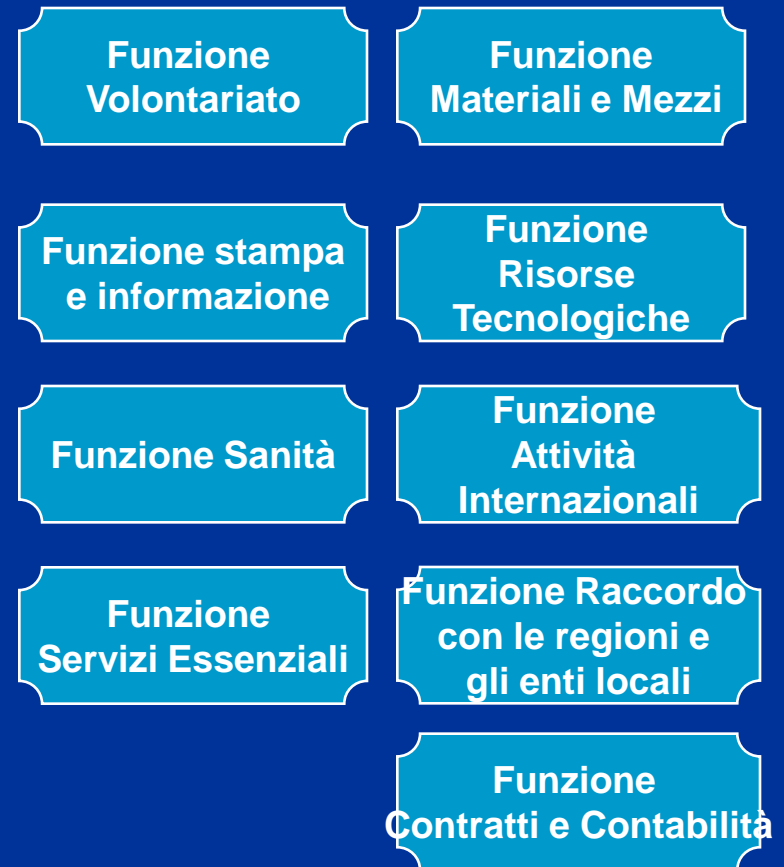 Funzione
Volontariato
Funzione
Materiali e Mezzi
Funzione stampa
e informazione
Funzione
Risorse
Tecnologiche
Funzione Sanità
Funzione
Attività
Internazionali
Funzione
Servizi Essenziali
Funzione Raccordo
con le regioni e
gli enti locali
Funzione
Contratti e Contabilità